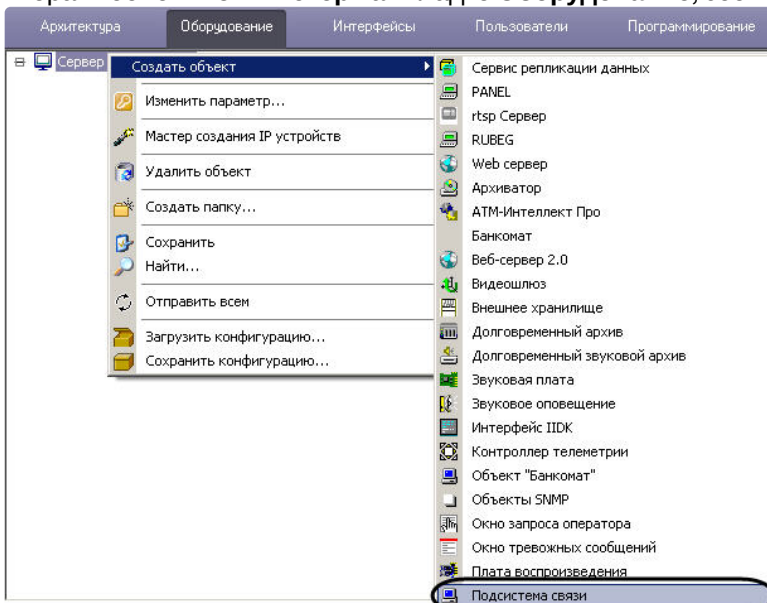 Архитектура Оборудование Интерфейсы Пользователи Программирование
Сервер
Создать объект
Изменить параметр...
Мастер создания IP устройств
Удалить объект
Создать папку...
Сохранить
Найти...
Отправить всем
Загрузить конфигурацию...
Сохранить конфигурацию...
Сервис репликации данных
PANEL
rtsp Сервер
RUBEG
Web сервер
Архиватор
АТМ-Интеллект Про
Банкомат
Веб-сервер 2.0
Видеошлюз
Внешнее хранилище
Долговременный архив
Долговременный звуковой архив
Звуковая плата
Звуковое оповещение
Интерфейс IIDK
Контроллер телеметрии
Объект "Банкомат"
Объекты SNMP
Окно запроса оператора
Окно тревожных сообщений
Плата воспроизведения
Подсистема связи